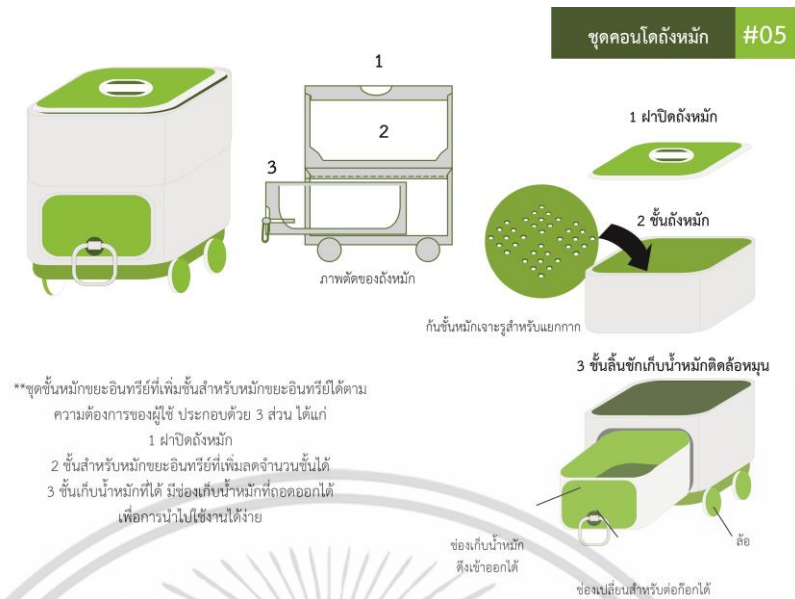 ชุดคอนโดถังหมัก #05
1
2
3
ภาพตัดของถังหมัก
1 ฝาปิดถังหมัก
2 ชั้นถังหมัก
ก้นชั้นหมักเจาะรูสำหรับแยกกาก
**ชุดชั้นหมักขยะอินทรีย์ที่เพิ่มชั้นสำหรับหมักขยะอินทรีย์ได้ตาม
ความต้องการของผู้ใช้ ประกอบด้วย 3 ส่วน ได้แก่
1 ฝาปิดถังหมัก
2 ชั้นสำหรับหมักขยะอินทรีย์ที่เพิ่มลดจำนวนชั้นได้
3 ชั้นเก็บน้ำหมักที่ได้ มีช่องเก็บน้ำหมักที่ถอดออกได้
เพื่อการนำไปใช้งานได้ง่าย
3 ชั้นลิ้นชักเก็บน้ำหมักติดล้อหมุน
ช่องเก็บน้ำหมัก
ดึงเข้าออกได้
ล้อ
ช่องเปลี่ยนสำหรับต่อก๊อกได้